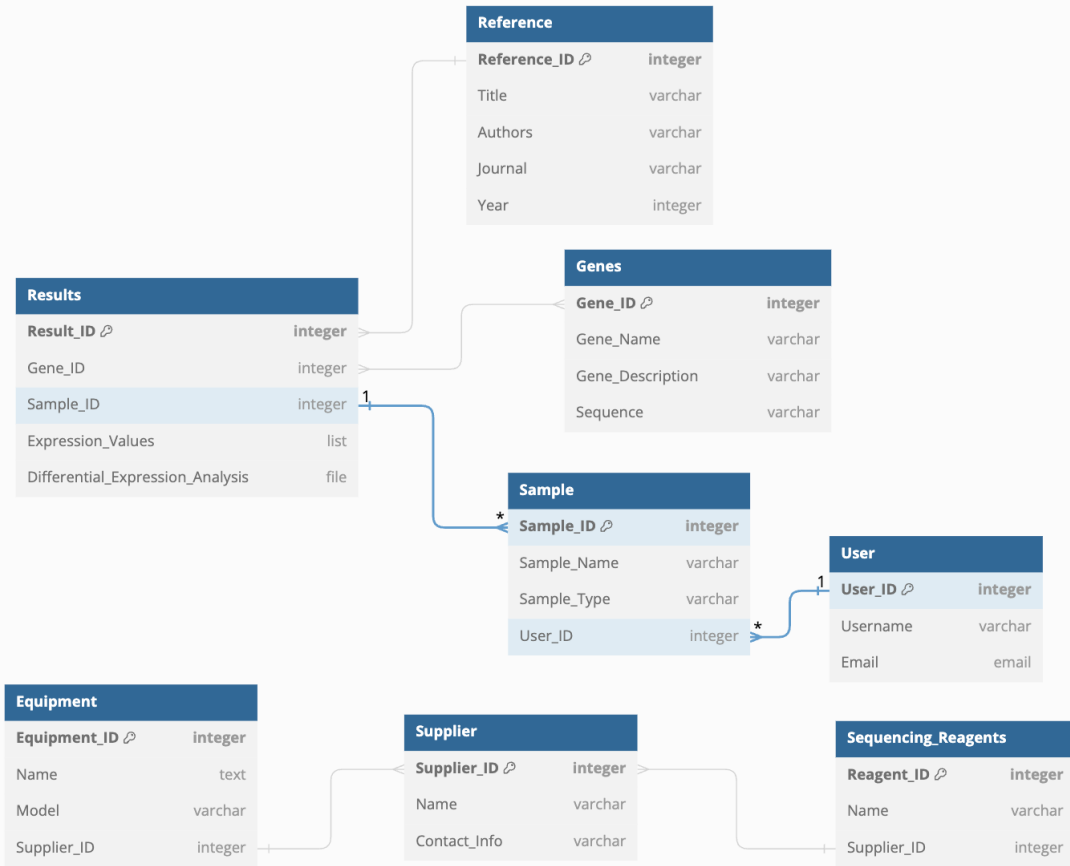 Reference
Reference_ID integer
Title varchar
Authors varchar
Journal varchar
Year integer
Genes
Gene_ID integer
Gene_Name varchar
Gene_Description varchar
Sequence varchar
Results
Result_ID integer
Gene_ID integer
Sample_ID integer 1
Expression_Values list
Differential_Expression_Analysis file
Sample
* Sample_ID integer
Sample_Name varchar
Sample_Type varchar
User_ID integer *
User
1 User_ID integer
Username varchar
Email email
Equipment
Equipment_ID integer
Name text
Model varchar
Supplier_ID integer
Supplier
Supplier_ID integer
Name varchar
Contact_Info varchar
Sequencing_Reagents
Reagent_ID integer
Name varchar
Supplier_ID integer